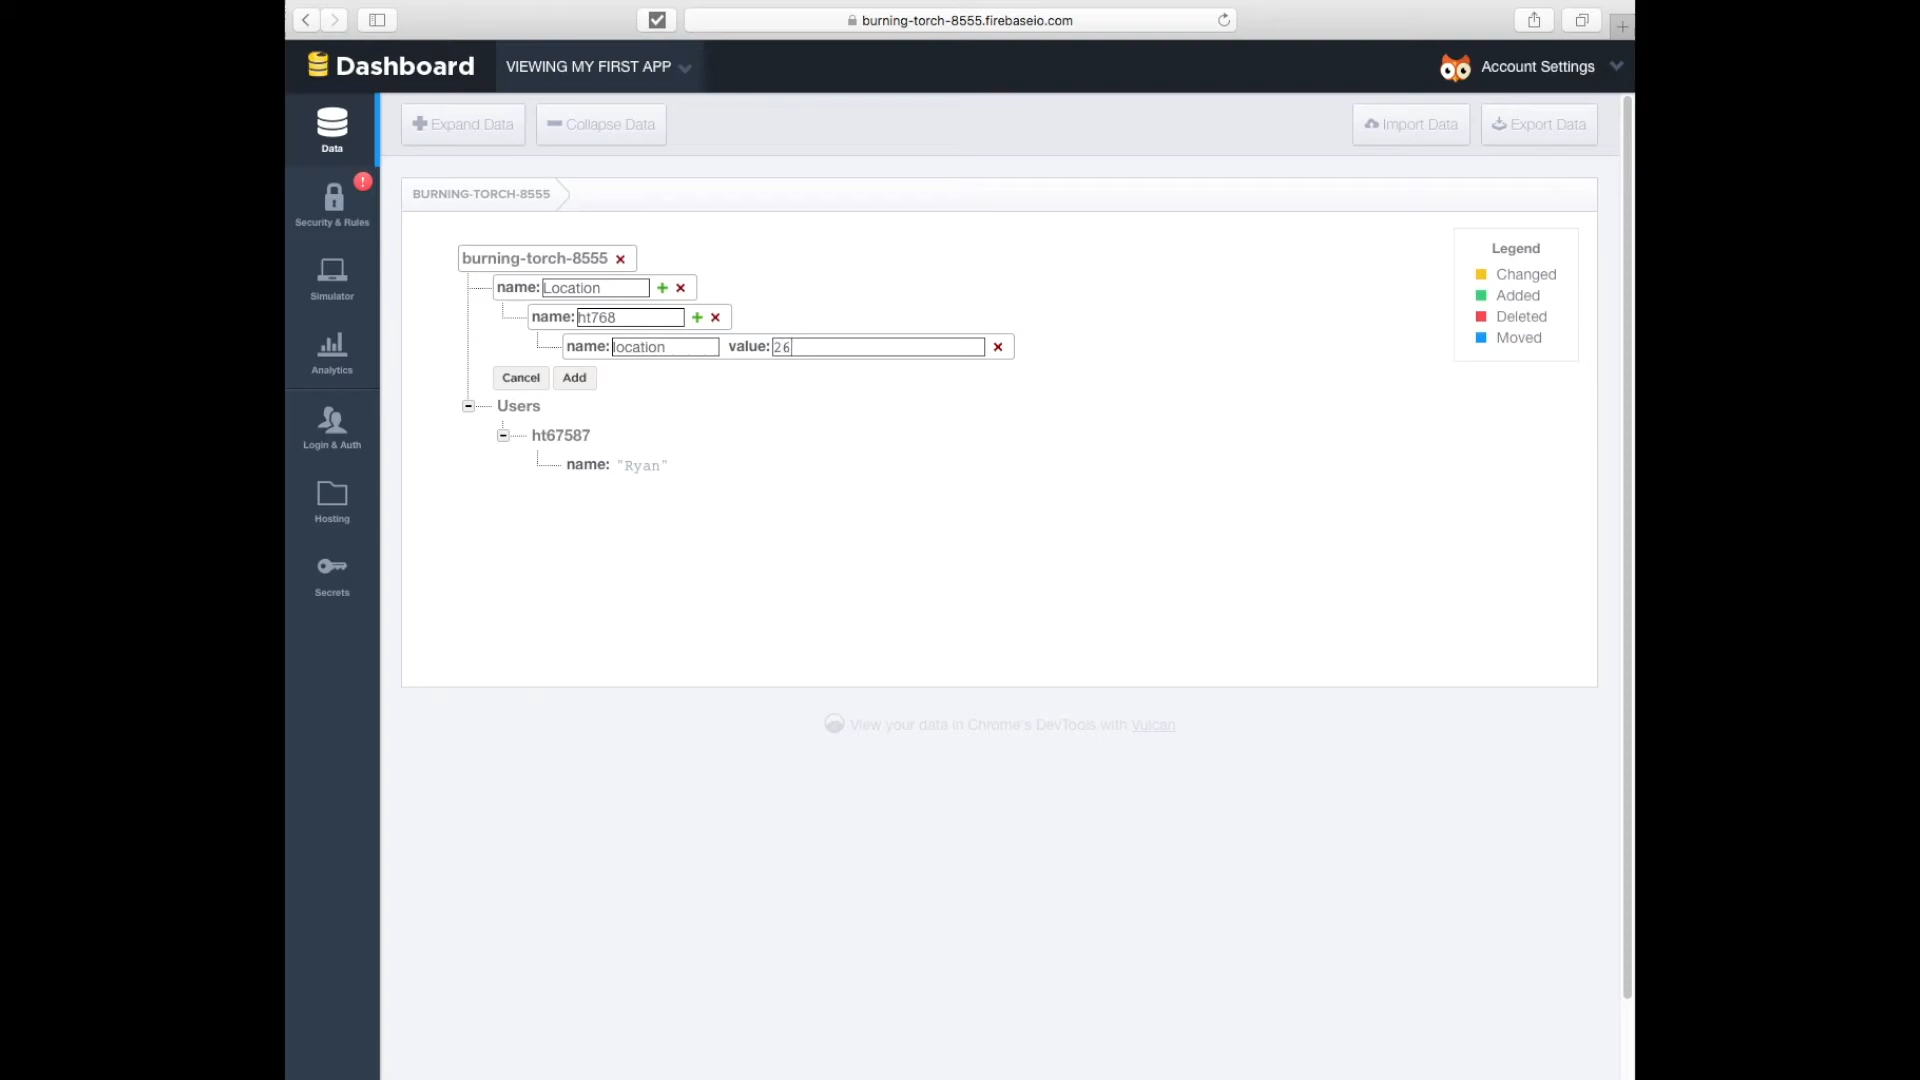 burning-torch-8555.firebaseio.com
Dashboard
VIEWING MY FIRST APP
Account Settings
Data
Security & Rules
!
Simulator
Analytics
Login & Auth
Hosting
Secrets
Expand Data
Collapse Data
Import Data
Export Data
BURNING-TORCH-8555
burning-torch-8555
name: Location
name: ht768
name: location value: 26
Cancel Add
Users
ht67587
name: "Ryan"
Legend
Changed
Added
Deleted
Moved
View your data in Chrome's DevTools with Vulcan